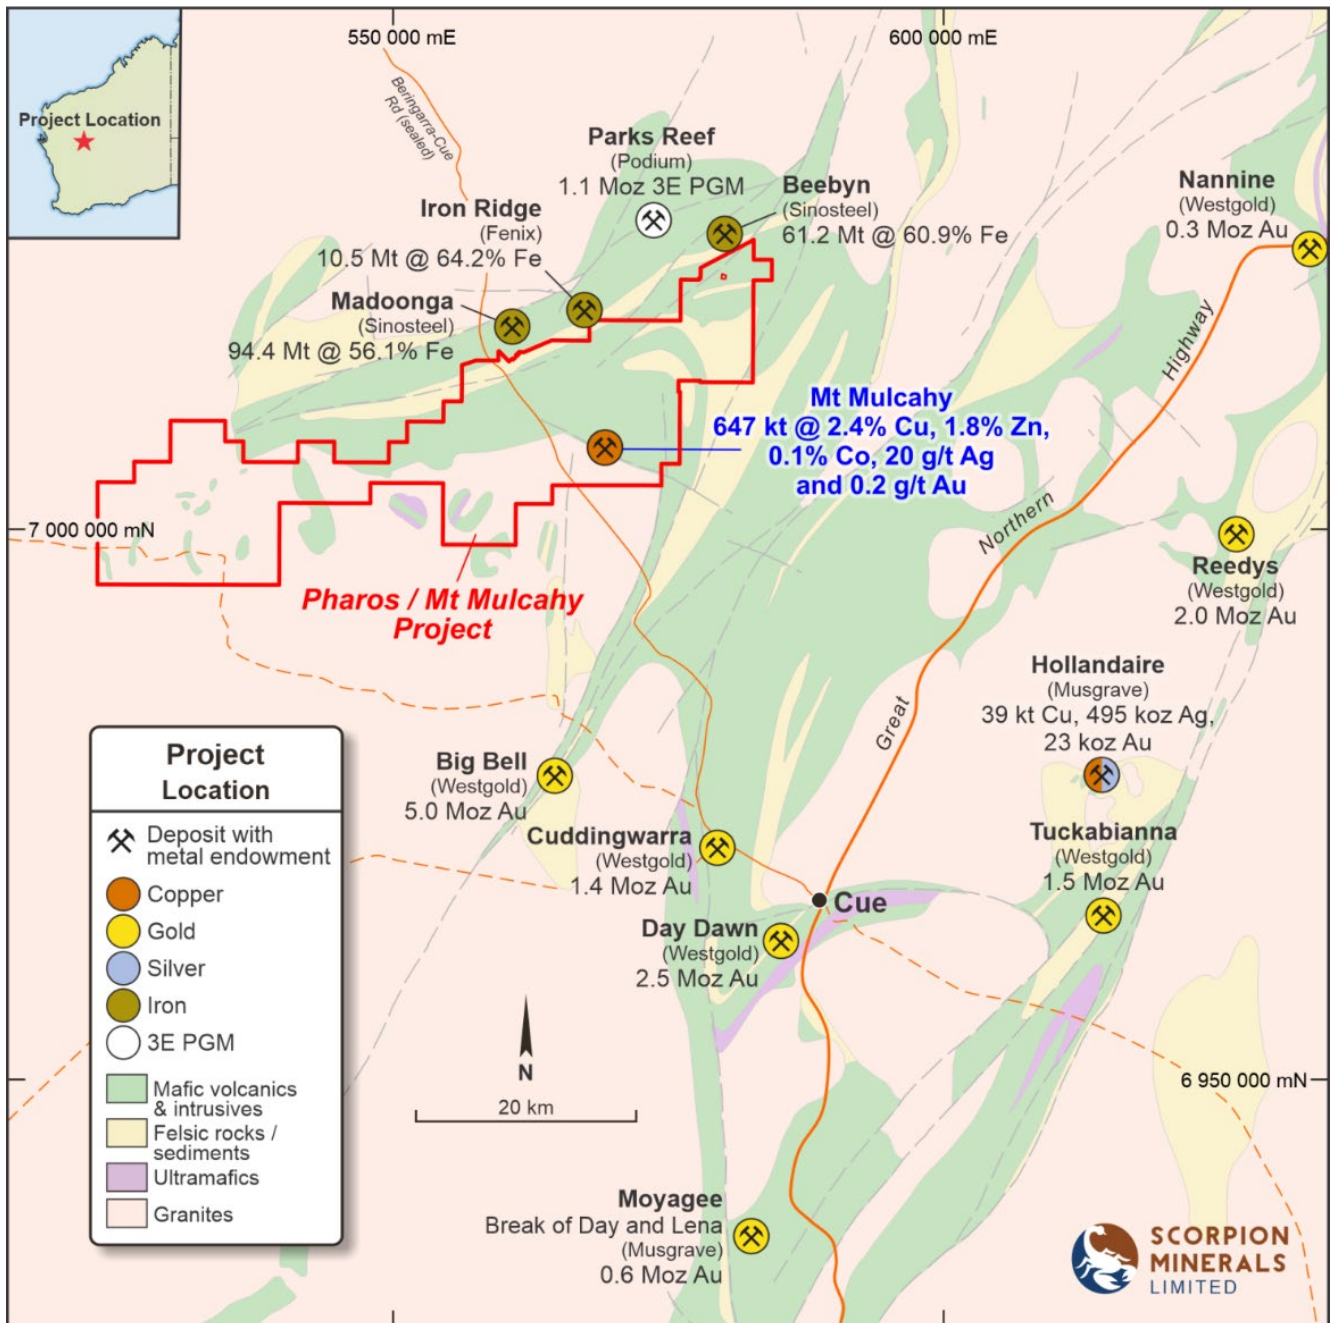 550 000 mE
600 000 mE
Project Location
Beringarra-Cue
Rd (sealed)
Parks Reef
(Podium)
1.1 Moz 3E PGM
Beebyn
(Sinosteel)
61.2 Mt @ 60.9% Fe
Nannine
(Westgold)
0.3 Moz Au
Iron Ridge
(Fenix)
10.5 Mt @ 64.2% Fe
Madoonga
(Sinosteel)
94.4 Mt @ 56.1% Fe
Highway
Mt Mulcahy
647 kt @ 2.4% Cu, 1.8% Zn,
0.1% Co, 20 g/t Ag
and 0.2 g/t Au
Northern
7 000 000 mN
Reedys
(Westgold)
2.0 Moz Au
Pharos / Mt Mulcahy
Project
Hollandaire
(Musgrave)
39 kt Cu, 495 koz Ag,
23 koz Au
Great
Big Bell
(Westgold)
5.0 Moz Au
Cuddingwarra
(Westgold)
1.4 Moz Au
Tuckabianna
(Westgold)
1.5 Moz Au
Cue
Day Dawn
(Westgold)
2.5 Moz Au
Project
Location
Deposit with
metal endowment
Copper
Gold
Silver
Iron
3E PGM
Mafic volcanics
& intrusives
Felsic rocks /
sediments
Ultramafics
Granites
N
20 km
6 950 000 mN
Moyagee
Break of Day and Lena
(Musgrave)
0.6 Moz Au
SCORPION
MINERALS
LIMITED